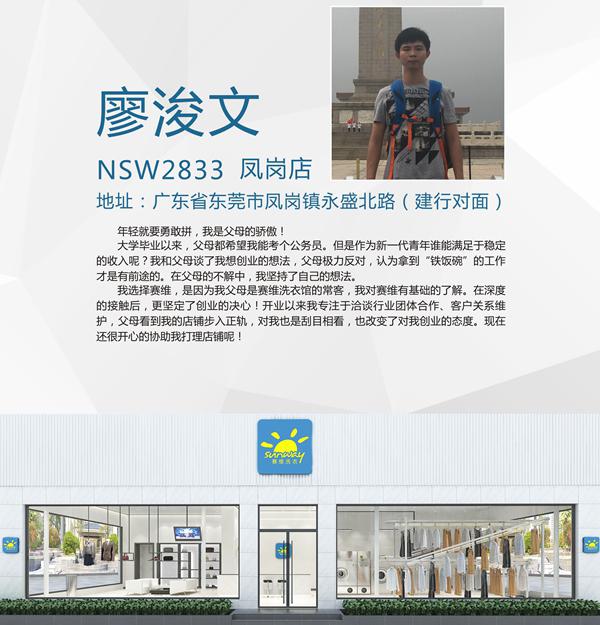 廖浚文
NSW2833 凤岗店
地址：广东省东莞市凤岗镇永盛北路（建行对面）
年轻就要勇敢拼，我是父母的骄傲！
大学毕业以来，父母都希望我能考个公务员。但是作为新一代青年谁能满足于稳定
的收入呢？我和父母谈了我想创业的想法，父母极力反对，认为拿到“铁饭碗”的工作
才是有前途的。在父母的不解中，我坚持了自己的想法。
我选择赛维，是因为我父母是赛维洗衣馆的常客，我对赛维有基础的了解。在深度
的接触后，更坚定了创业的决心！开业以来我专注于洽谈行业团体合作、客户关系维
护，父母看到我的店铺步入正轨，对我也是刮目相看，也改变了对我创业的态度。现在
还很开心的协助我打理店铺呢！
sunway
赛维洗衣